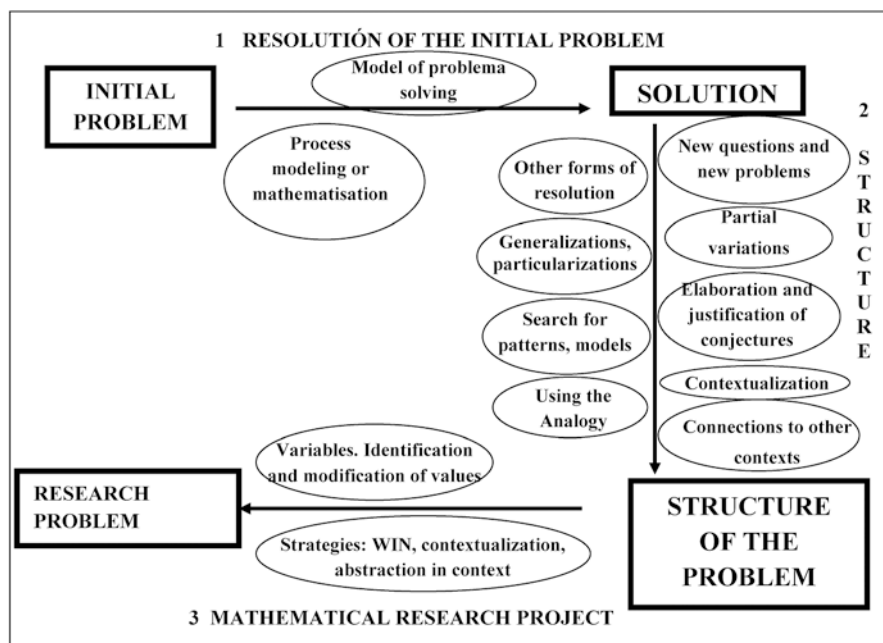 1 RESOLUTIÓN OF THE INITIAL PROBLEM
INITIAL
PROBLEM
Model of problema
solving
SOLUTION
Process
modeling or
mathematisation
Other forms of
resolution
Generalizations,
particularizations
Search for
patterns, models
Using the
Analogy
New questions and
new problems
Partial
variations
Elaboration and
justification of
conjectures
Contextualization
Connections to other
contexts
2
S
T
R
U
C
T
U
R
E
STRUCTURE
OF THE
PROBLEM
Variables. Identification
and modification of values
RESEARCH
PROBLEM
Strategies: WIN, contextualization,
abstraction in context
3 MATHEMATICAL RESEARCH PROJECT